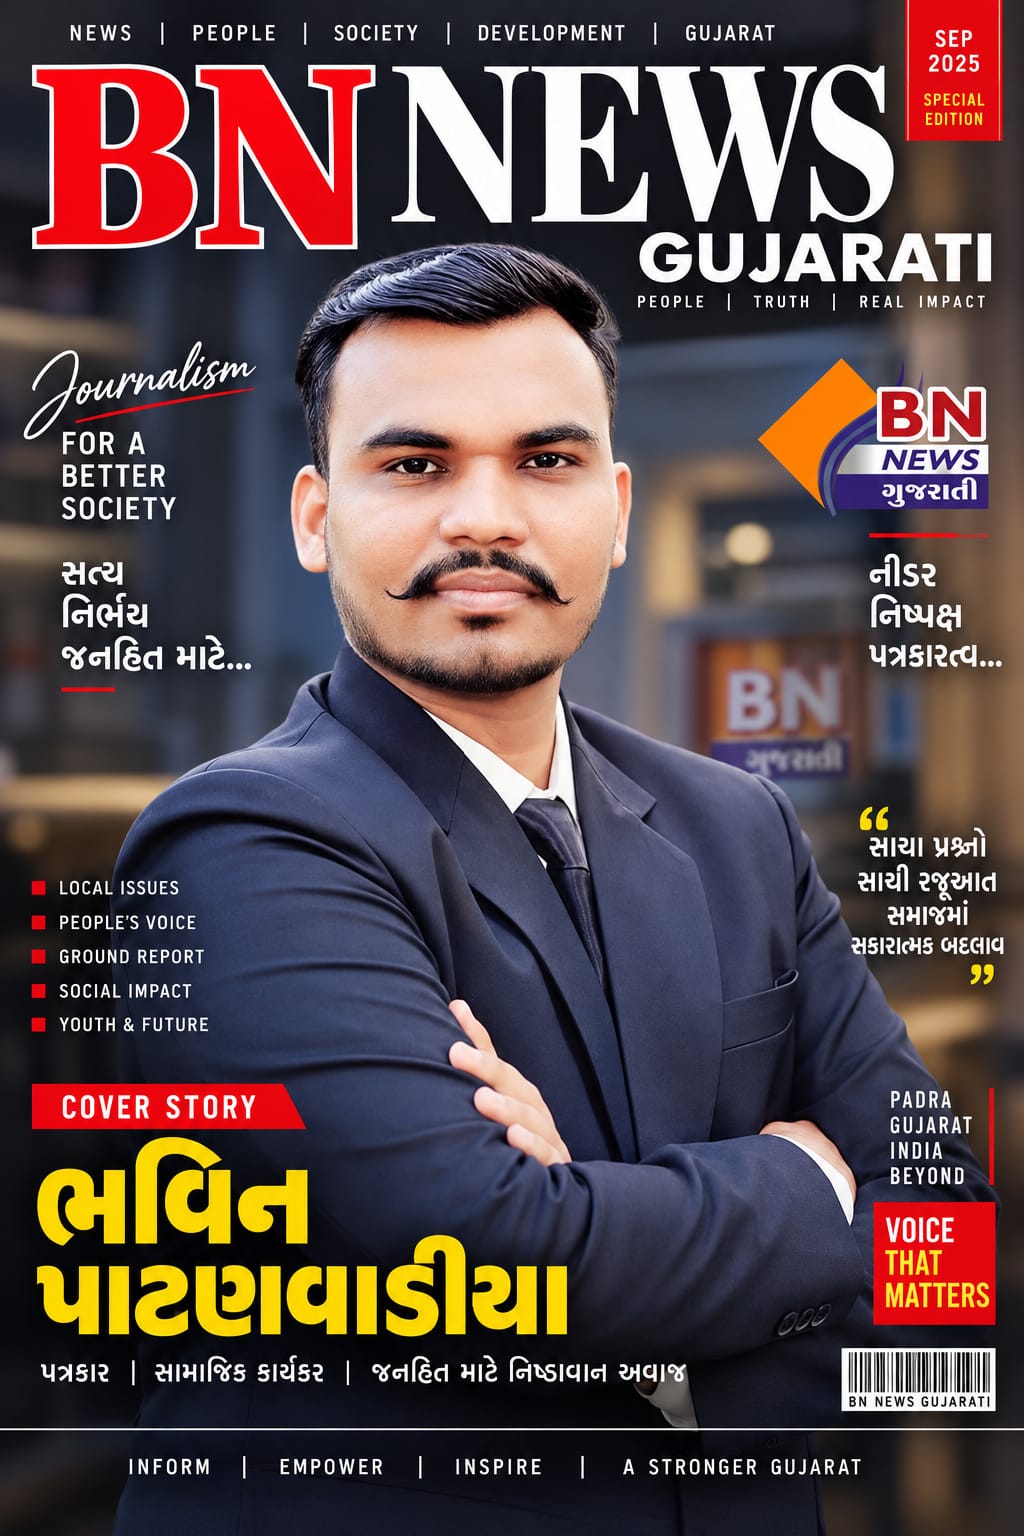 NEWS | PEOPLE | SOCIETY | DEVELOPMENT | GUJARAT
SEP
2025
SPECIAL
EDITION
BN NEWS
GUJARATI
PEOPLE | TRUTH | REAL IMPACT
Journalism
FOR A
BETTER
SOCIETY
સત્ય
નિર્ભય
જનહિત માટે...
BN
NEWS
ગુજરાતી
નીડર
નિષ્પક્ષ
પત્રકારત્વ...
BN
ગુજરાતી
“
સાચા પ્રશ્નો
સાચી રજૂઆત
સમાજમાં
સકારાત્મક બદલાવ
”
LOCAL ISSUES
PEOPLE'S VOICE
GROUND REPORT
SOCIAL IMPACT
YOUTH & FUTURE
COVER STORY
ભવિન
પાટણવાડીયા
પત્રકાર | સામાજિક કાર્યકર | જનહિત માટે નિષ્ઠાવાન અવાજ
PADRA
GUJARAT
INDIA
BEYOND
VOICE
THAT
MATTERS
BN NEWS GUJARATI
INFORM | EMPOWER | INSPIRE | A STRONGER GUJARAT